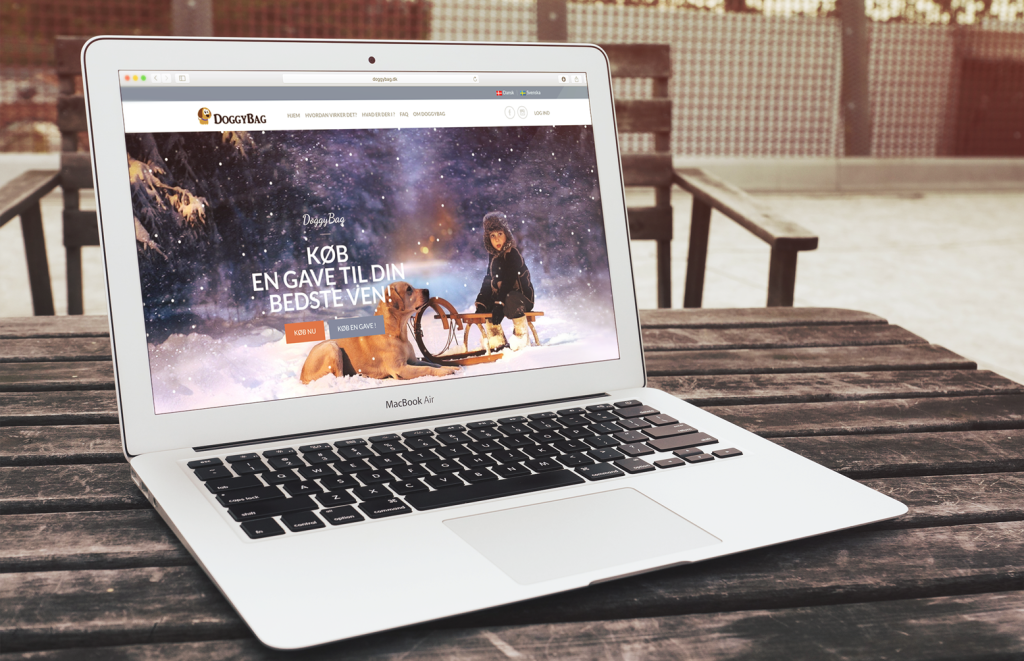 doggybag.dk
Dansk Svenska
DOGGYBAG HJEM HVORDAN VIRKER DET? HVAD ER DER I? FAQ OM DOGGYBAG LOG IND
DoggyBag
KØB
EN GAVE TIL DIN
BEDSTE VEN!
KØB NU KØB EN GAVE !
MacBook Air
tab
caps lock A S D F G H J K L
shift Z X C V B N M
fn control option command